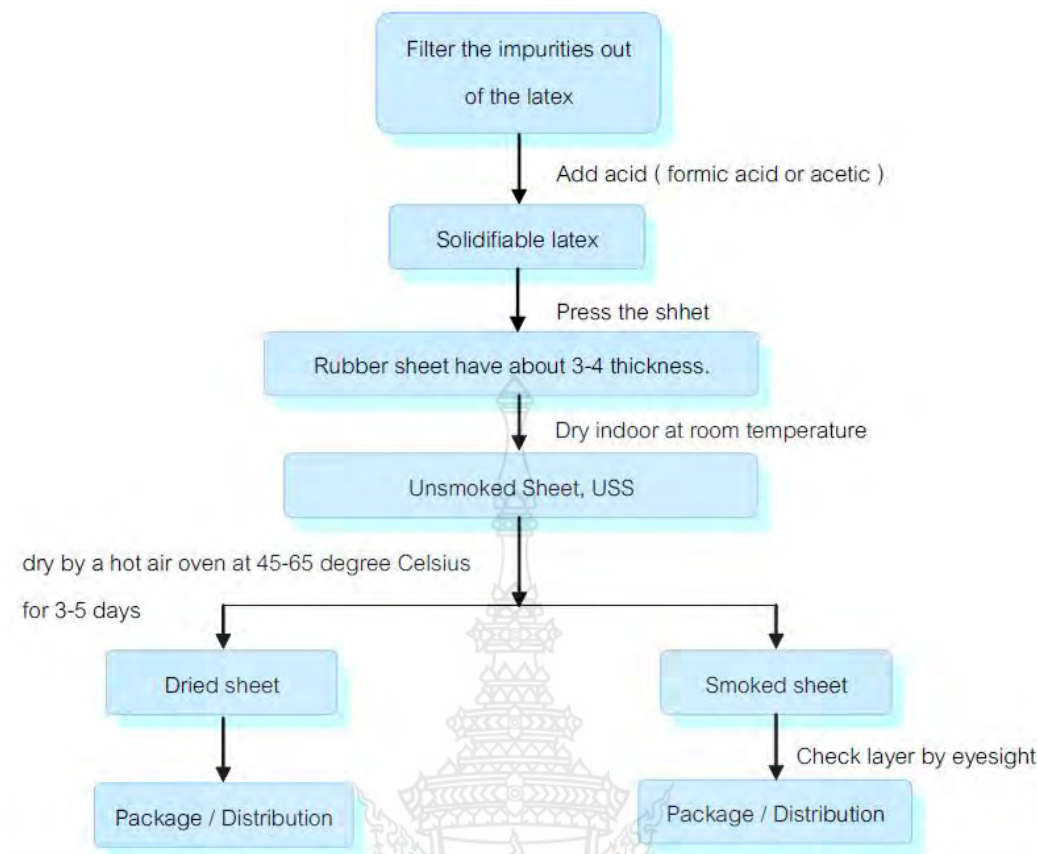 Filter the impurities out
of the latex
Add acid ( formic acid or acetic )
Solidifiable latex
Press the shhet
Rubber sheet have about 3-4 thickness.
Dry indoor at room temperature
Unsmoked Sheet, USS
dry by a hot air oven at 45-65 degree Celsius
for 3-5 days
Dried sheet
Smoked sheet
Check layer by eyesight
Package / Distribution
Package / Distribution